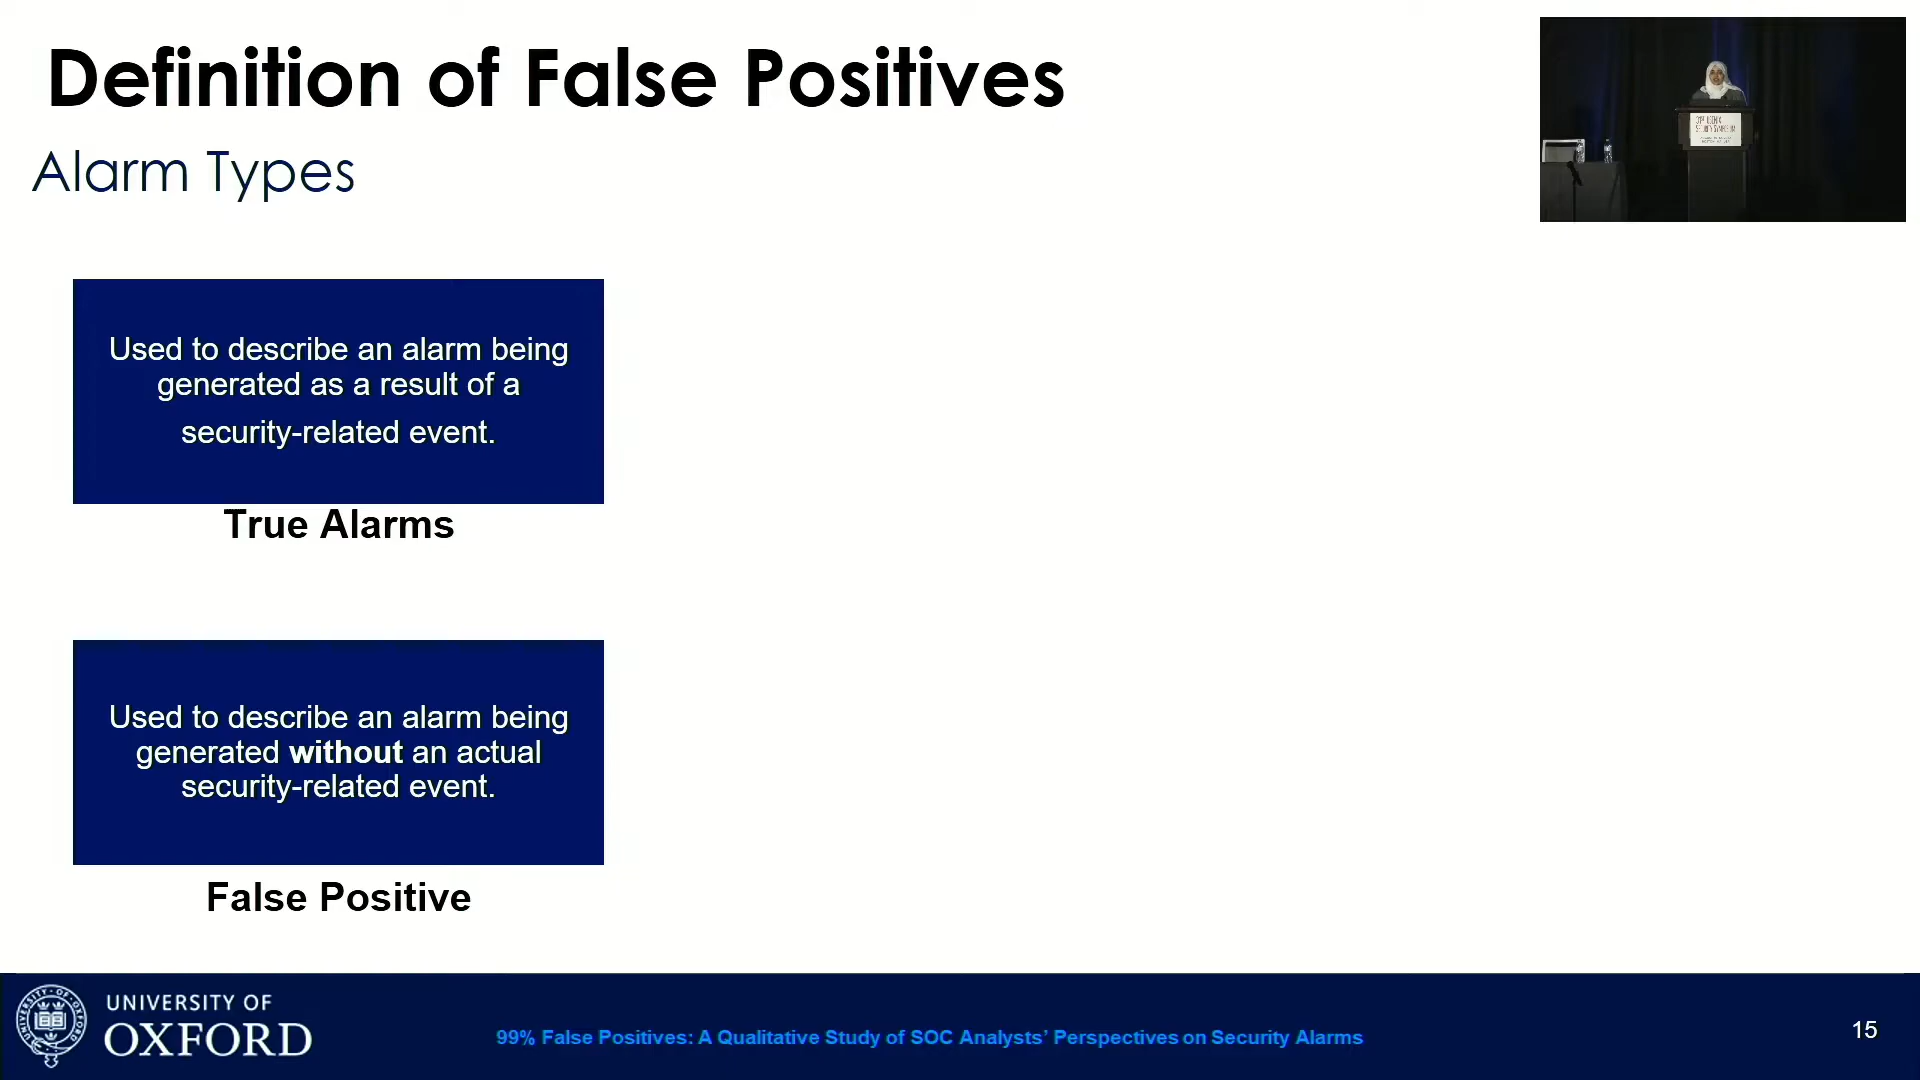 Definition of False Positives
Alarm Types
Used to describe an alarm being
generated as a result of a
security-related event.
True Alarms
Used to describe an alarm being
generated without an actual
security-related event.
False Positive
UNIVERSITY OF
OXFORD
99% False Positives: A Qualitative Study of SOC Analysts’ Perspectives on Security Alarms
15